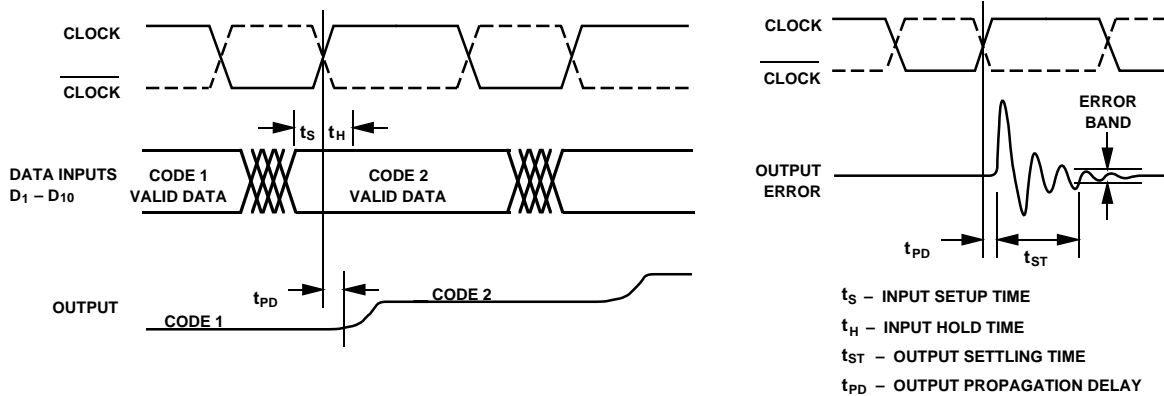 CLOCK
CLOCK
tS tH
DATA INPUTS
D1 – D10
CODE 1
VALID DATA
CODE 2
VALID DATA
tPD
OUTPUT
CODE 1
CODE 2
CLOCK
CLOCK
ERROR
BAND
OUTPUT
ERROR
tPD
tST
tS – INPUT SETUP TIME
tH – INPUT HOLD TIME
tST – OUTPUT SETTLING TIME
tPD – OUTPUT PROPAGATION DELAY